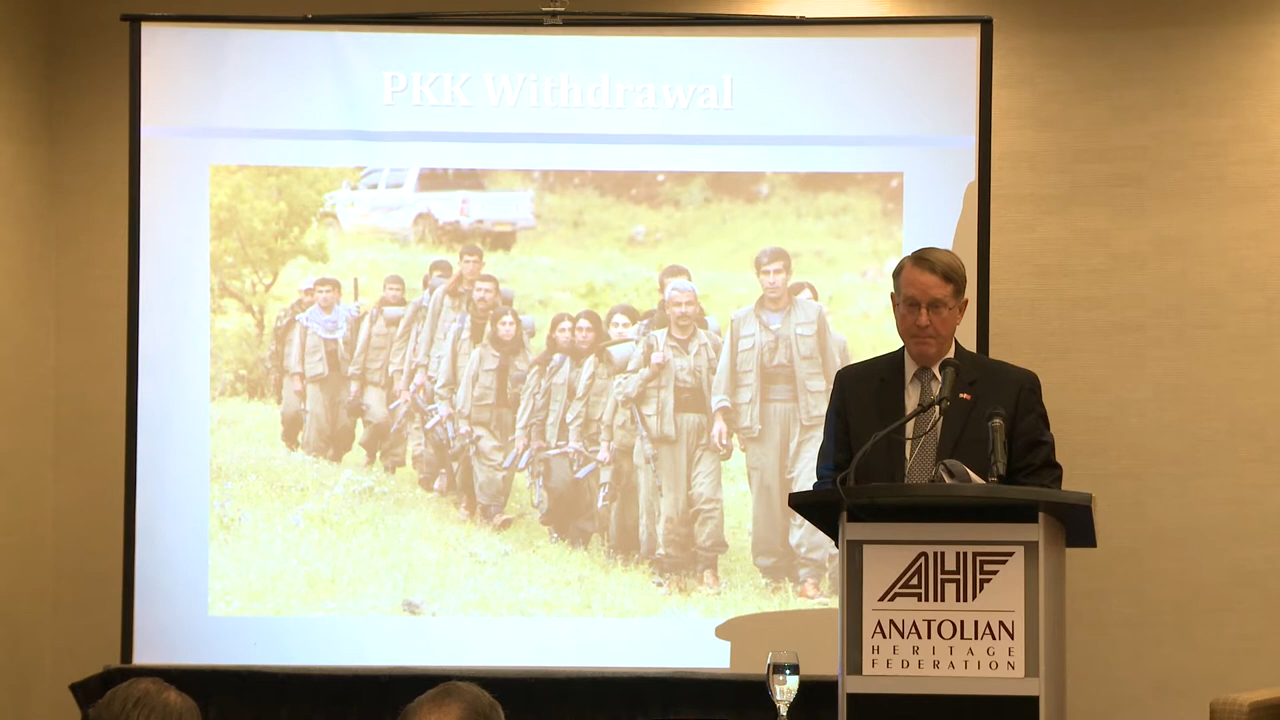 PKK Withdrawal
AHF
ANATOLIAN
HERITAGE
FEDERATION